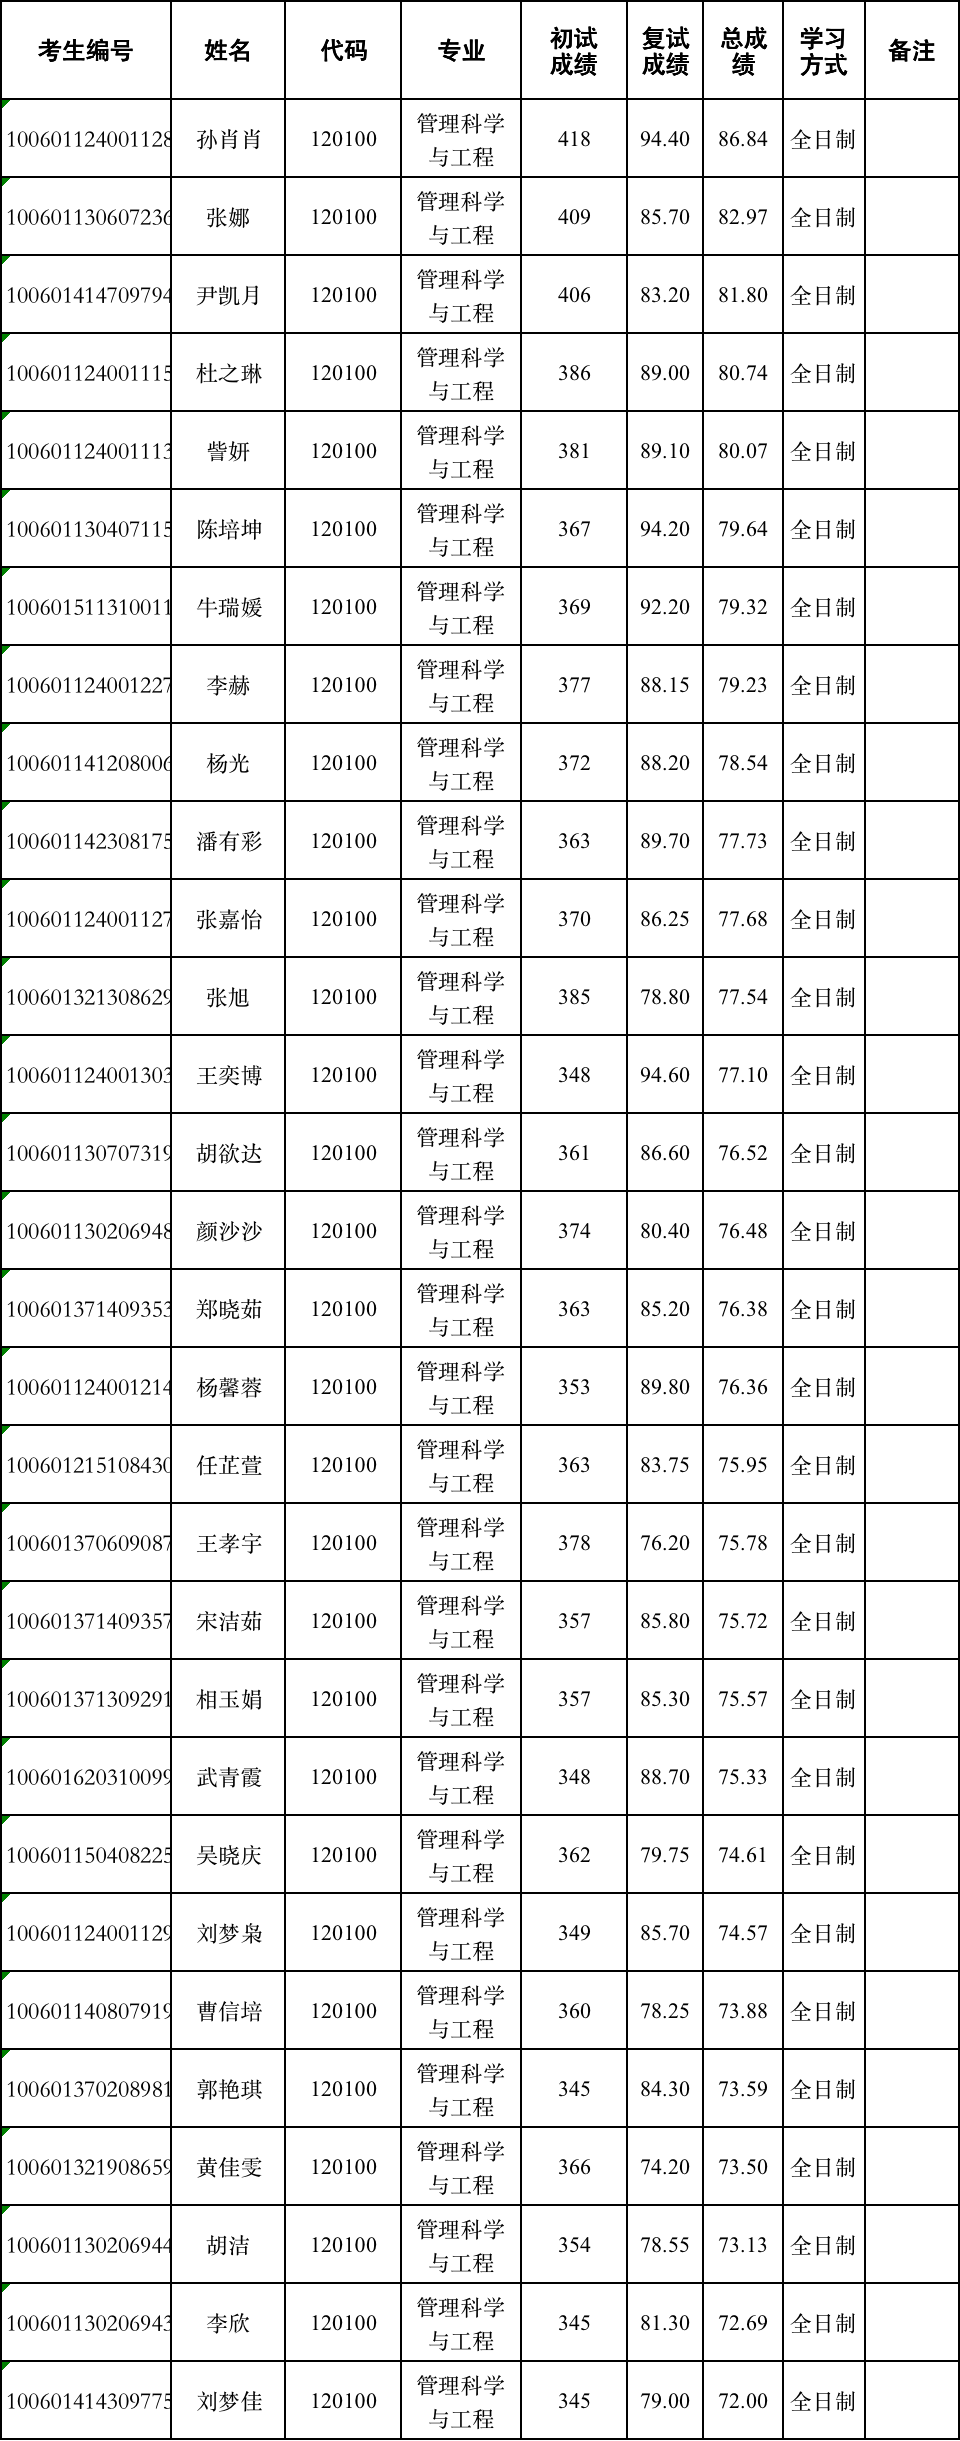 考生编号 姓名 代码 专业 初试成绩 复试成绩 总成绩 学习方式 备注
100601124001128 孙肖肖 120100 管理科学与工程 418 94.40 86.84 全日制
100601130607236 张娜 120100 管理科学与工程 409 85.70 82.97 全日制
100601414709794 尹凯月 120100 管理科学与工程 406 83.20 81.80 全日制
100601124001115 杜之琳 120100 管理科学与工程 386 89.00 80.74 全日制
100601124001113 訾妍 120100 管理科学与工程 381 89.10 80.07 全日制
100601130407115 陈培坤 120100 管理科学与工程 367 94.20 79.64 全日制
100601511310011 牛瑞媛 120100 管理科学与工程 369 92.20 79.32 全日制
100601124001227 李赫 120100 管理科学与工程 377 88.15 79.23 全日制
100601141208006 杨光 120100 管理科学与工程 372 88.20 78.54 全日制
100601142308175 潘有彩 120100 管理科学与工程 363 89.70 77.73 全日制
100601124001127 张嘉怡 120100 管理科学与工程 370 86.25 77.68 全日制
100601321308629 张旭 120100 管理科学与工程 385 78.80 77.54 全日制
100601124001303 王奕博 120100 管理科学与工程 348 94.60 77.10 全日制
100601130707319 胡欲达 120100 管理科学与工程 361 86.60 76.52 全日制
100601130206948 颜沙沙 120100 管理科学与工程 374 80.40 76.48 全日制
100601371409353 郑晓茹 120100 管理科学与工程 363 85.20 76.38 全日制
100601124001214 杨馨蓉 120100 管理科学与工程 353 89.80 76.36 全日制
100601215108430 任芷萱 120100 管理科学与工程 363 83.75 75.95 全日制
100601370609087 王孝宇 120100 管理科学与工程 378 76.20 75.78 全日制
100601371409357 宋洁茹 120100 管理科学与工程 357 85.80 75.72 全日制
100601371309291 相玉娟 120100 管理科学与工程 357 85.30 75.57 全日制
100601620310099 武青霞 120100 管理科学与工程 348 88.70 75.33 全日制
100601150408225 吴晓庆 120100 管理科学与工程 362 79.75 74.61 全日制
100601124001129 刘梦枭 120100 管理科学与工程 349 85.70 74.57 全日制
100601140807919 曹信培 120100 管理科学与工程 360 78.25 73.88 全日制
100601370208981 郭艳琪 120100 管理科学与工程 345 84.30 73.59 全日制
100601321908659 黄佳雯 120100 管理科学与工程 366 74.20 73.50 全日制
100601130206944 胡洁 120100 管理科学与工程 354 78.55 73.13 全日制
100601130206943 李欣 120100 管理科学与工程 345 81.30 72.69 全日制
100601414309775 刘梦佳 120100 管理科学与工程 345 79.00 72.00 全日制